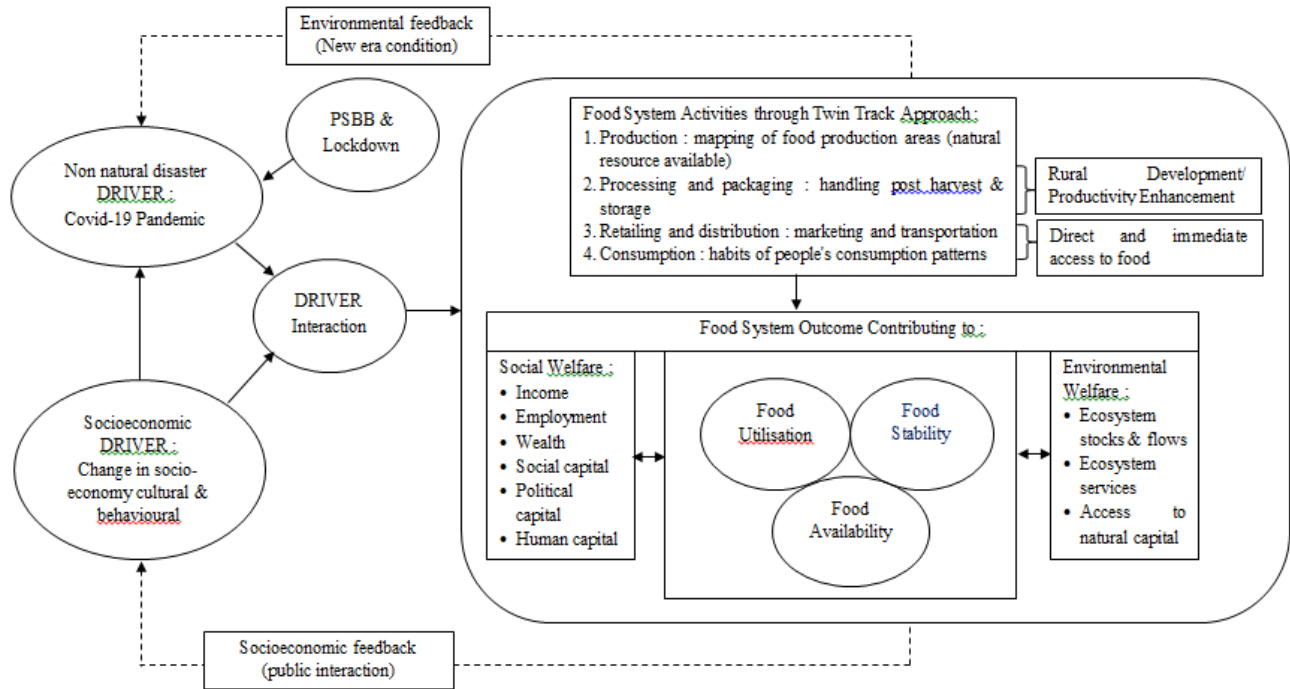 Environmental feedback
(New era condition)
PSBB &
Lockdown
Non natural disaster
DRIVER :
Covid-19 Pandemic
DRIVER
Interaction
Socioeconomic
DRIVER :
Change in socio-
economy cultural &
behavioural
Food System Activities through Twin Track Approach :
1. Production : mapping of food production areas (natural
resource available)
2. Processing and packaging : handling post harvest &
storage
3. Retailing and distribution : marketing and transportation
4. Consumption : habits of people's consumption patterns
Rural Development/
Productivity Enhancement
Direct and immediate
access to food
Food System Outcome Contributing to :
Social Welfare :
• Income
• Employment
• Wealth
• Social capital
• Political
capital
• Human capital
Food
Utilisation
Food
Stability
Food
Availability
Environmental
Welfare :
• Ecosystem
stocks & flows
• Ecosystem
services
• Access to
natural capital
Socioeconomic feedback
(public interaction)